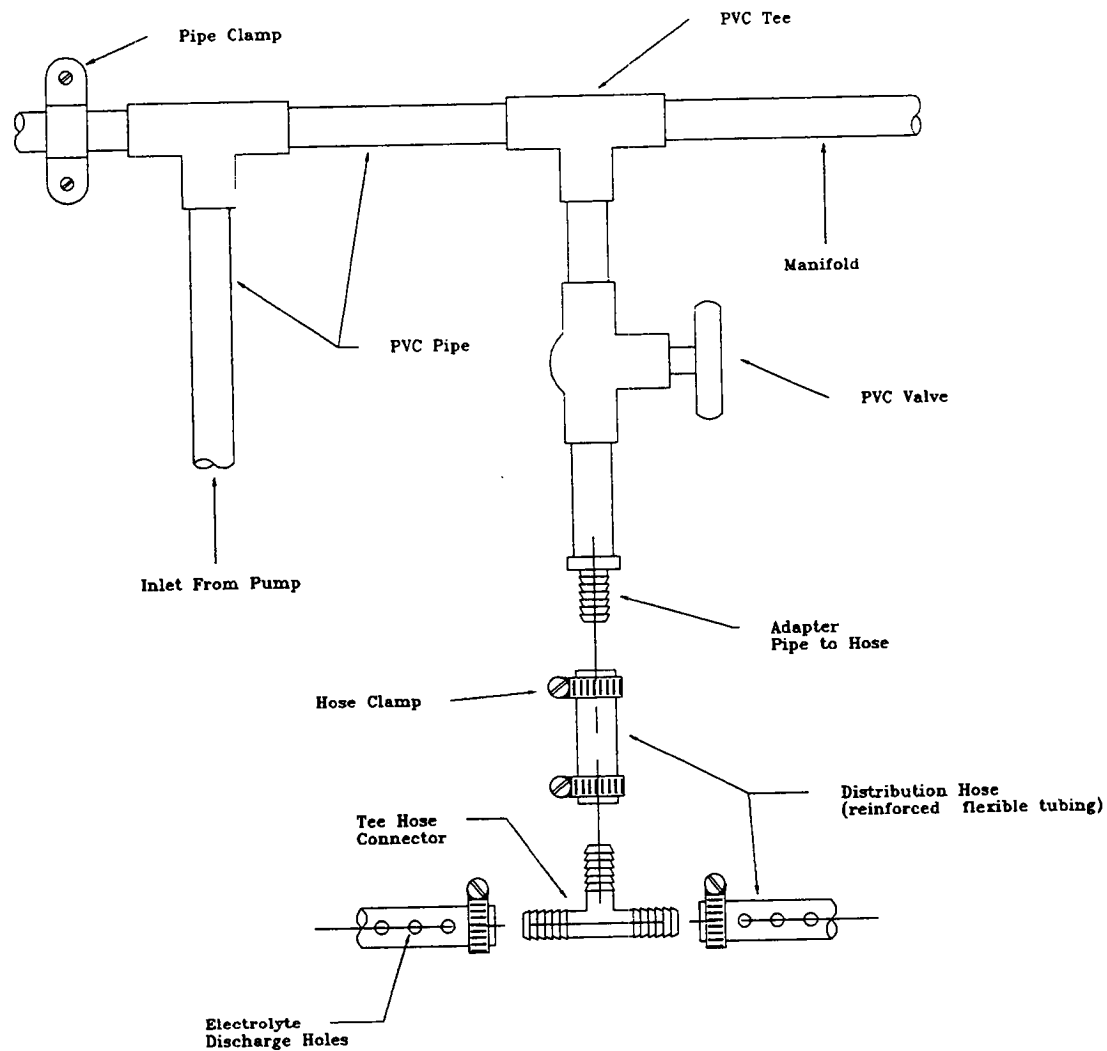 PVC Tee
Pipe Clamp
Manifold
PVC Pipe
PVC Valve
Inlet From Pump
Adapter
Pipe to Hose
Hose Clamp
Distribution Hose
(reinforced flexible tubing)
Tee Hose
Connector
Electrolyte
Discharge Holes